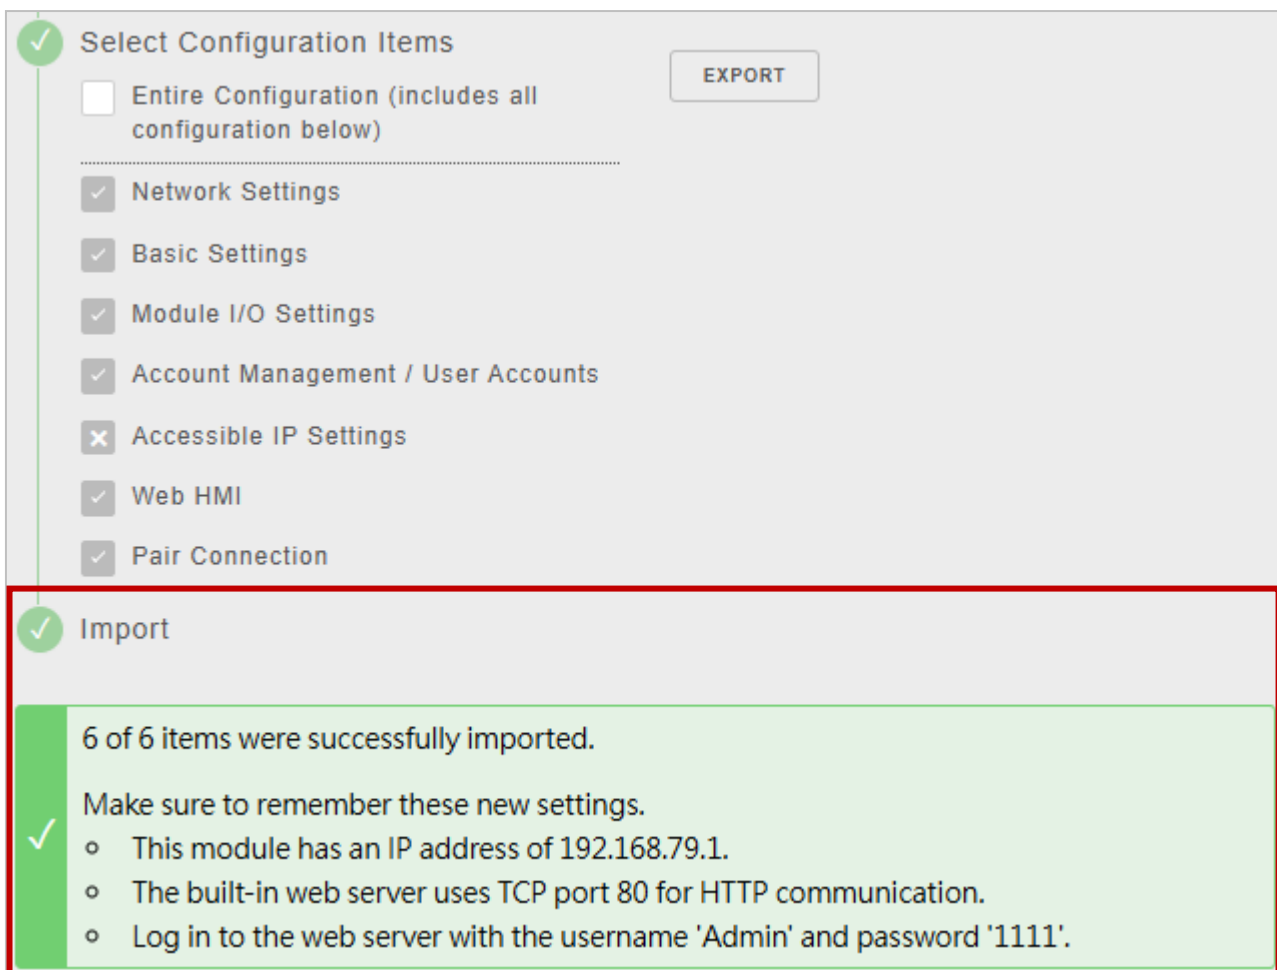 Select Configuration Items
EXPORT
Entire Configuration (includes all
configuration below)
Network Settings
Basic Settings
Module I/O Settings
Account Management / User Accounts
Accessible IP Settings
Web HMI
Pair Connection
Import
6 of 6 items were successfully imported.
Make sure to remember these new settings.
This module has an IP address of 192.168.79.1.
The built-in web server uses TCP port 80 for HTTP communication.
Log in to the web server with the username 'Admin' and password '1111'.